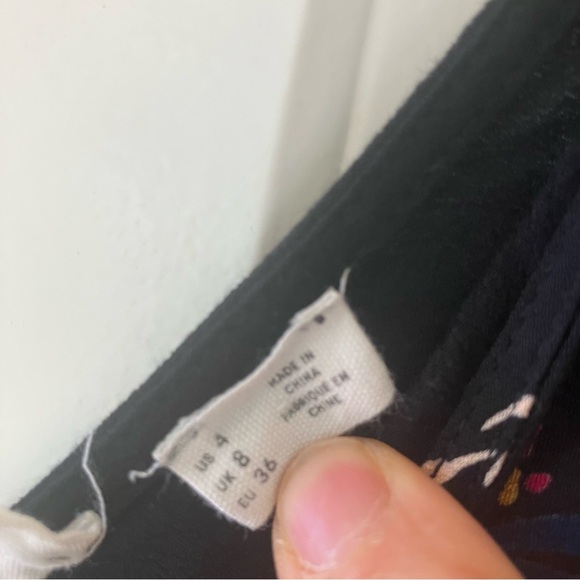 MADE IN
CHINA
FABRIQUÉ EN
CHINE
US 4
UK 8
EU 36